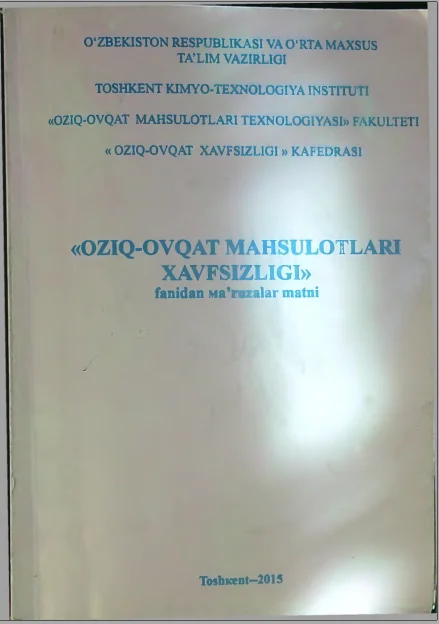 O‘ZBEKISTON RESPUBLIKASI VA O‘RTA MAXSUS
TA’LIM VAZIRLIGI
TOSHKENT KIMYO-TEXNOLOGIYA INSTITUTI
«OZIQ-OVQAT MAHSULOTLARI TEXNOLOGIYASI» FAKULTETI
« OZIQ-OVQAT XAVFSIZLIGI » KAFEDRASI
«OZIQ-OVQAT MAHSULOTLARI
XAVFSIZLIGI»
fanidan ма’ruzalar matni
Toshкent–2015